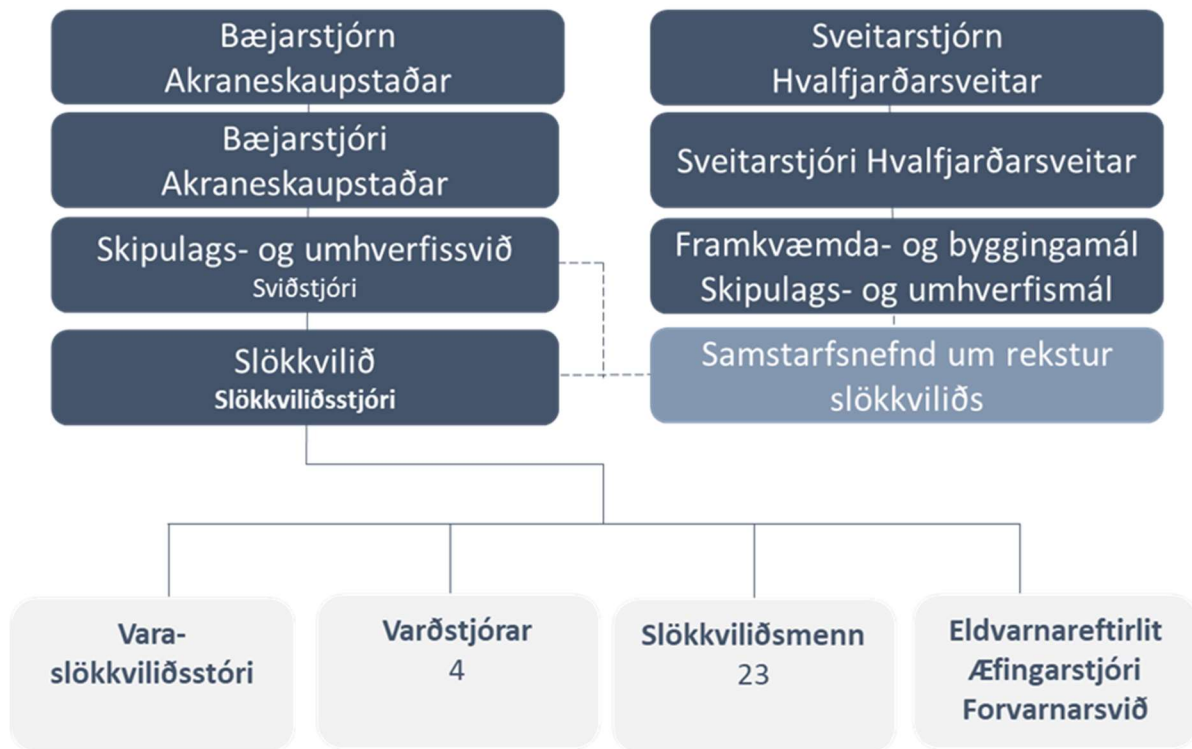 Bæjarstjórn
Akraneskaupstaðar
Bæjarstjóri
Akraneskaupstaðar
Skipulags- og umhverfissvið
Sviðstjóri
Slökkvilið
Slökkviliðsstjóri
Sveitarstjórn
Hvalfjarðarsveitar
Sveitarstjóri Hvalfjarðarsveitar
Framkvæmda- og byggingamál
Skipulags- og umhverfismál
Samstarfsnefnd um rekstur
slökkviliðs
Vara-
slökkviliðsstóri
Varðstjórar
4
Slökkviliðsmenn
23
Eldvarnareftirlit
Æfingarstjóri
Forvarnarsvið